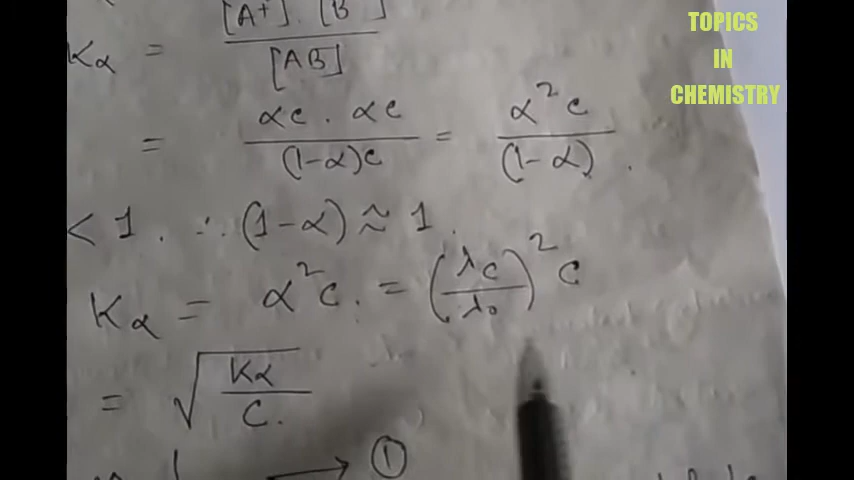 TOPICS
IN
CHEMISTRY
Kα = [A+] . [B ] / [AB]
= αc . αc / (1-α)c = α²c / (1-α) .
< 1 . ∴ (1-α) ≈ 1 .
Kα = α²c . = (λc / λ₀)² c
= √(Kα / C.)
→ ①